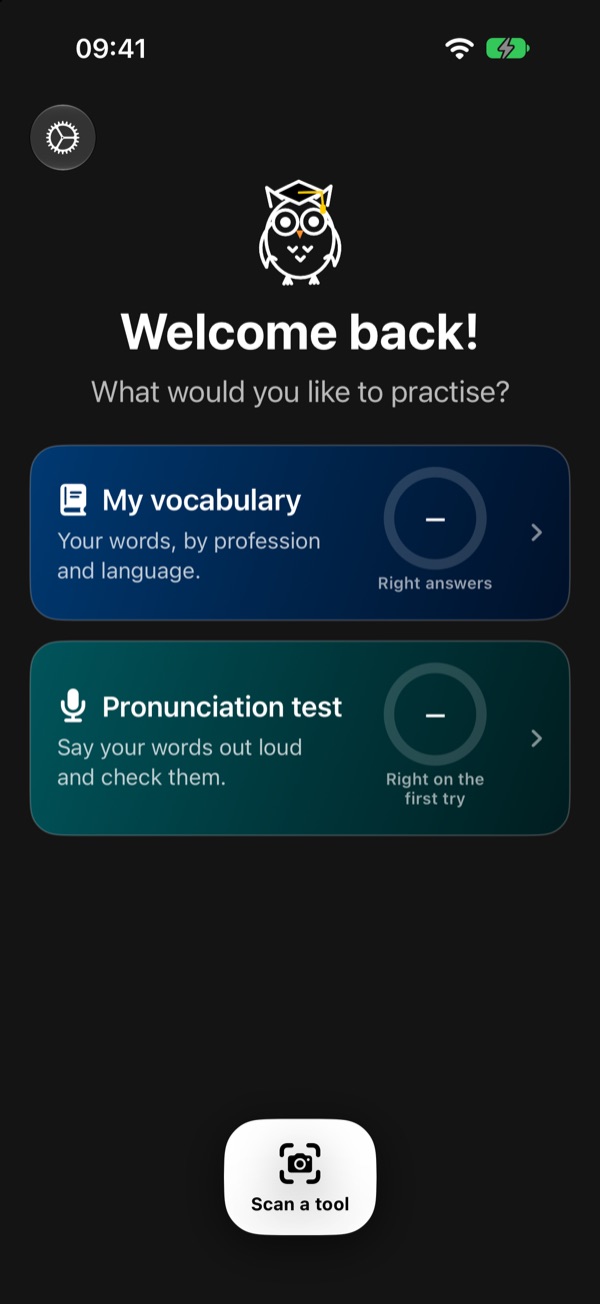 09:41
Welcome back!
What would you like to practise?
My vocabulary
Your words, by profession
and language.
–
Right answers
Pronunciation test
Say your words out loud
and check them.
–
Right on the
first try
Scan a tool